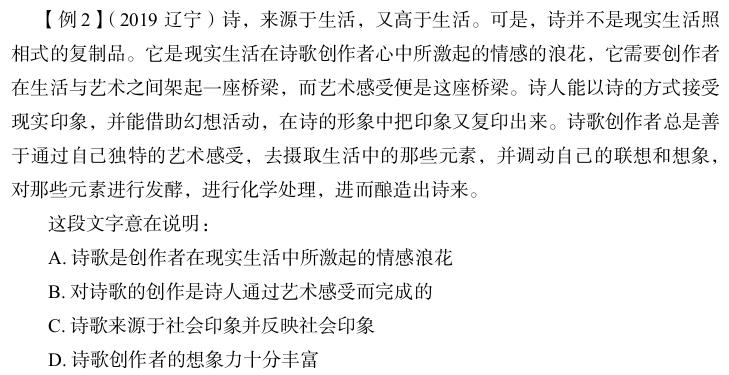 【例2】（2019 辽宁）诗，来源于生活，又高于生活。可是，诗并不是现实生活照
相式的复制品。它是现实生活在诗歌创作者心中所激起的情感的浪花，它需要创作者
在生活与艺术之间架起一座桥梁，而艺术感受便是这座桥梁。诗人能以诗的方式接受
现实印象，并能借助幻想活动，在诗的形象中把印象又复印出来。诗歌创作者总是善
于通过自己独特的艺术感受，去摄取生活中的那些元素，并调动自己的联想和想象，
对那些元素进行发酵，进行化学处理，进而酿造出诗来。
这段文字意在说明：
A. 诗歌是创作者在现实生活中所激起的情感浪花
B. 对诗歌的创作是诗人通过艺术感受而完成的
C. 诗歌来源于社会印象并反映社会印象
D. 诗歌创作者的想象力十分丰富